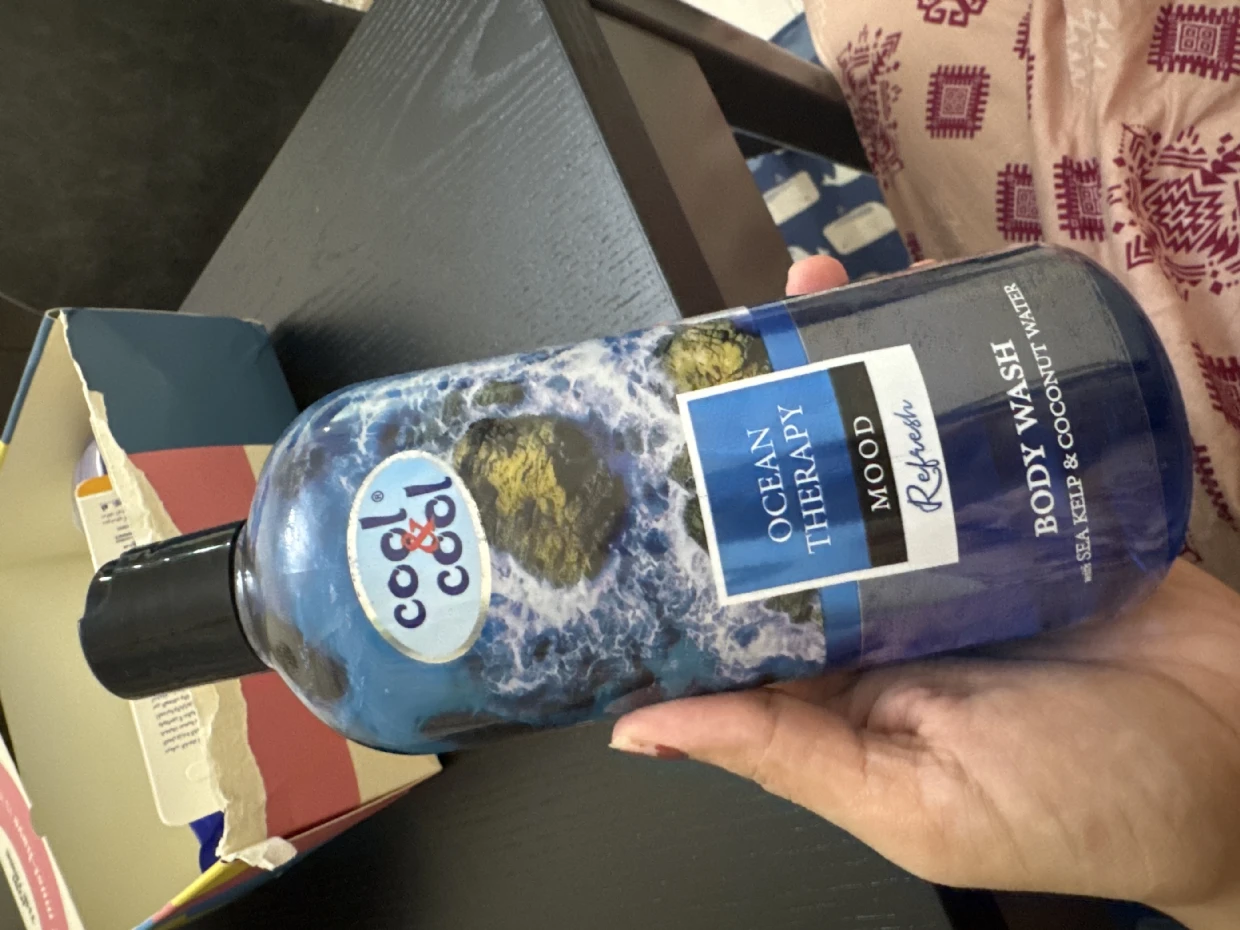 cool
&
cool®
OCEAN
THERAPY
MOOD
Refresh
BODY WASH
with SEA KELP & COCONUT WATER